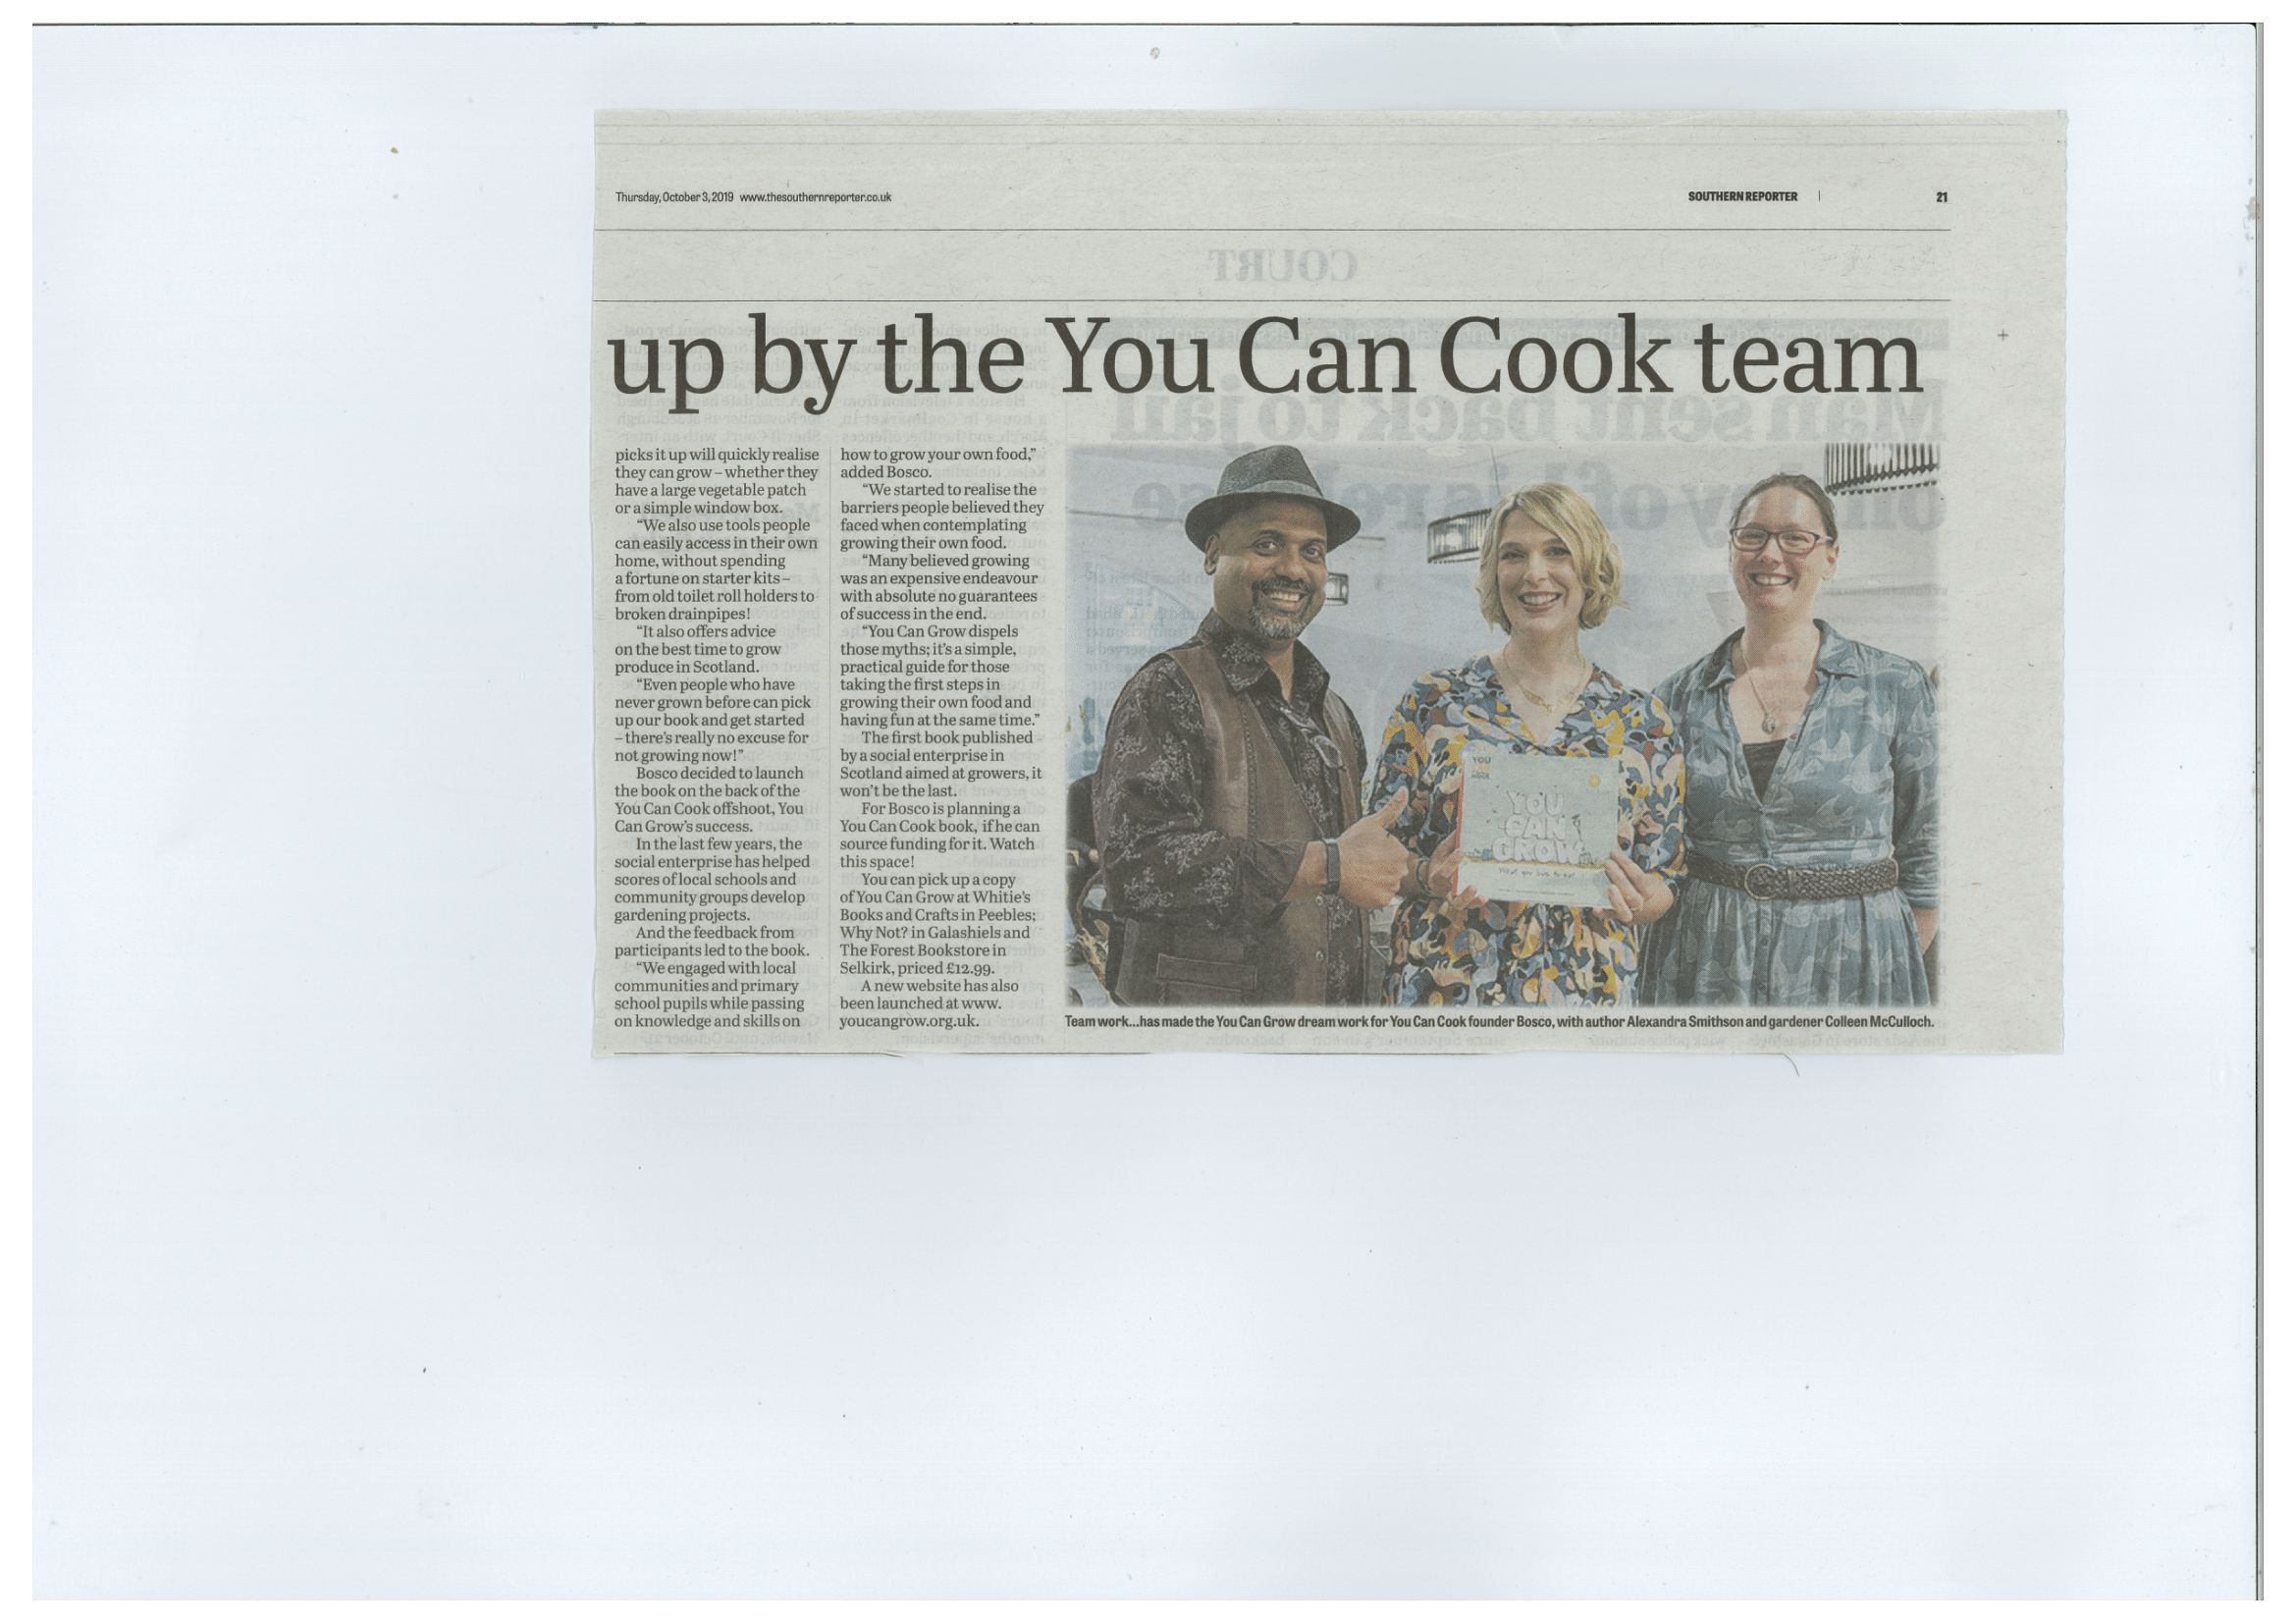 Thursday, October 3, 2019 www.thesouthernreporter.co.uk
SOUTHERN REPORTER
21
COURT
up by the You Can Cook team
Man sent back to jail
picks it up will quickly realise
they can grow – whether they
have a large vegetable patch
or a simple window box.
“We also use tools people
can easily access in their own
home, without spending
a fortune on starter kits –
from old toilet roll holders to
broken drainpipes!
“It also offers advice
on the best time to grow
produce in Scotland.
“Even people who have
never grown before can pick
up our book and get started
– there’s really no excuse for
not growing now!”
Bosco decided to launch
the book on the back of the
You Can Cook offshoot, You
Can Grow’s success.
In the last few years, the
social enterprise has helped
scores of local schools and
community groups develop
gardening projects.
And the feedback from
participants led to the book.
“We engaged with local
communities and primary
school pupils while passing
on knowledge and skills on
how to grow your own food,”
added Bosco.
“We started to realise the
barriers people believed they
faced when contemplating
growing their own food.
“Many believed growing
was an expensive endeavour
with absolute no guarantees
of success in the end.
“You Can Grow dispels
those myths; it’s a simple,
practical guide for those
taking the first steps in
growing their own food and
having fun at the same time.”
The first book published
by a social enterprise in
Scotland aimed at growers, it
won’t be the last.
For Bosco is planning a
You Can Cook book, if he can
source funding for it. Watch
this space!
You can pick up a copy
of You Can Grow at Whitie’s
Books and Crafts in Peebles;
Why Not? in Galashiels and
The Forest Bookstore in
Selkirk, priced £12.99.
A new website has also
been launched at www.
youcangrow.org.uk.
YOU
CAN
GROW
Team work...has made the You Can Grow dream work for You Can Cook founder Bosco, with author Alexandra Smithson and gardener Colleen McCulloch.